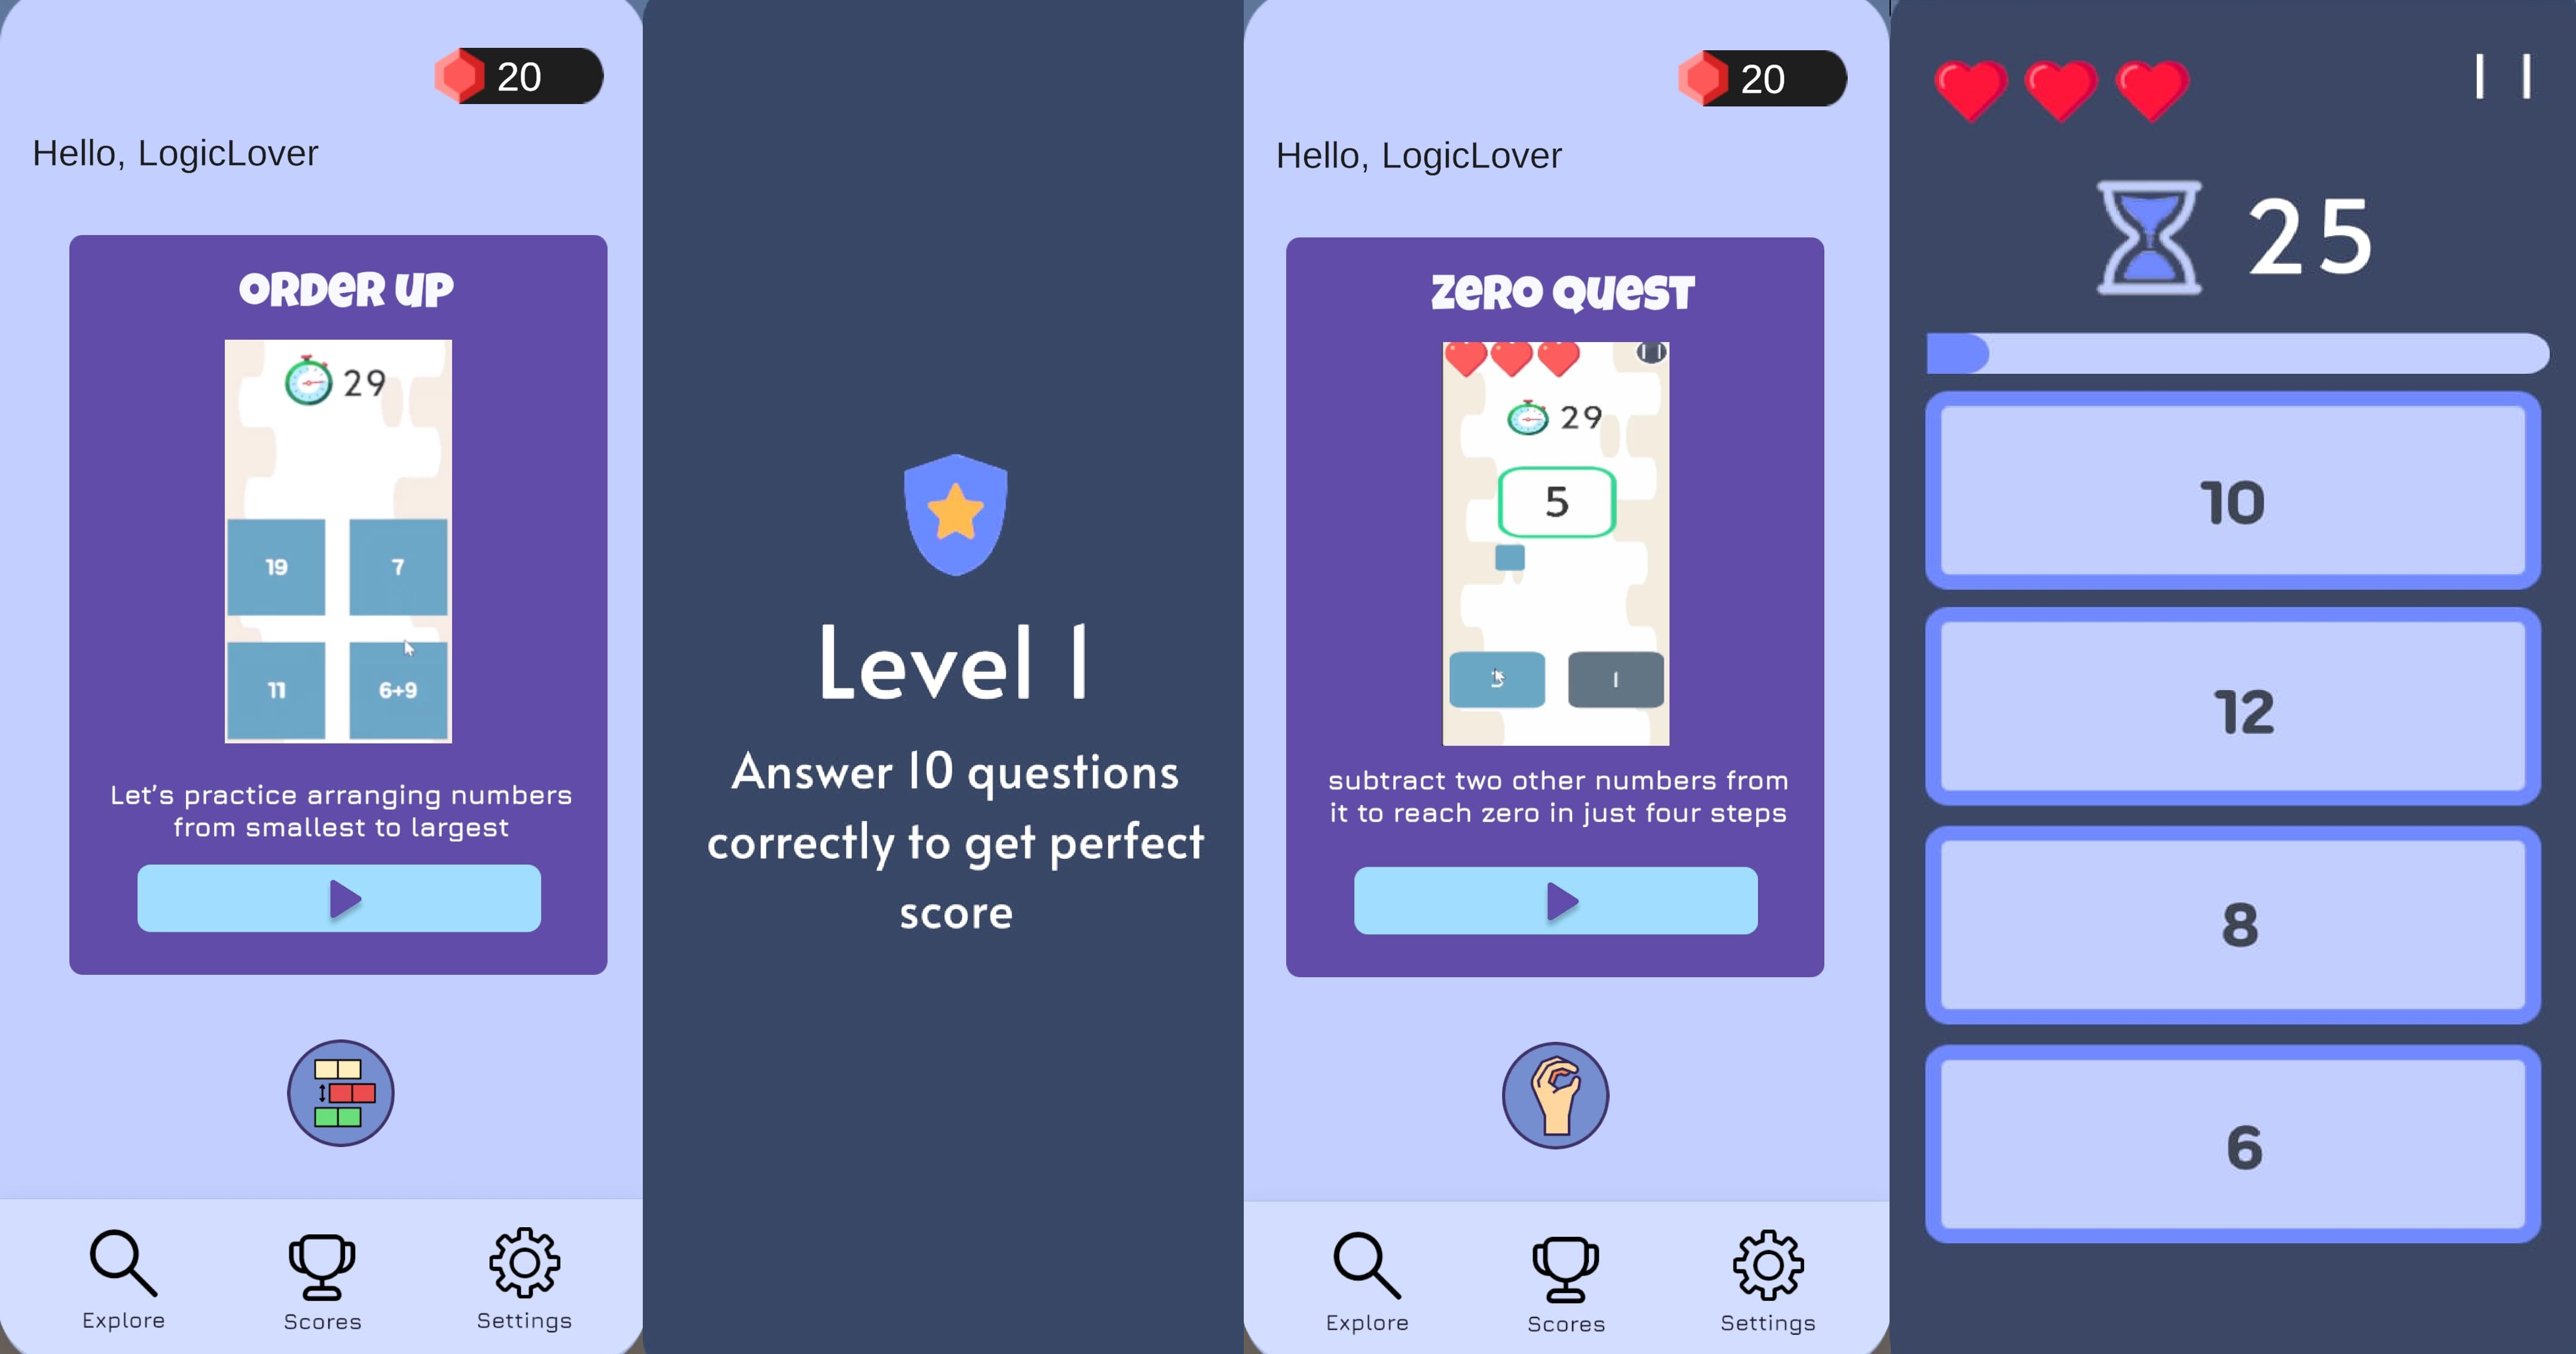 20
Hello, LogicLover
ORDER UP
29
19
7
11
6+9
Let's practice arranging numbers
from smallest to largest
Explore
Scores
Settings
Level 1
Answer 10 questions
correctly to get perfect
score
20
Hello, LogicLover
ZERO QUEST
29
5
1
subtract two other numbers from
it to reach zero in just four steps
Explore
Scores
Settings
25
10
12
8
6